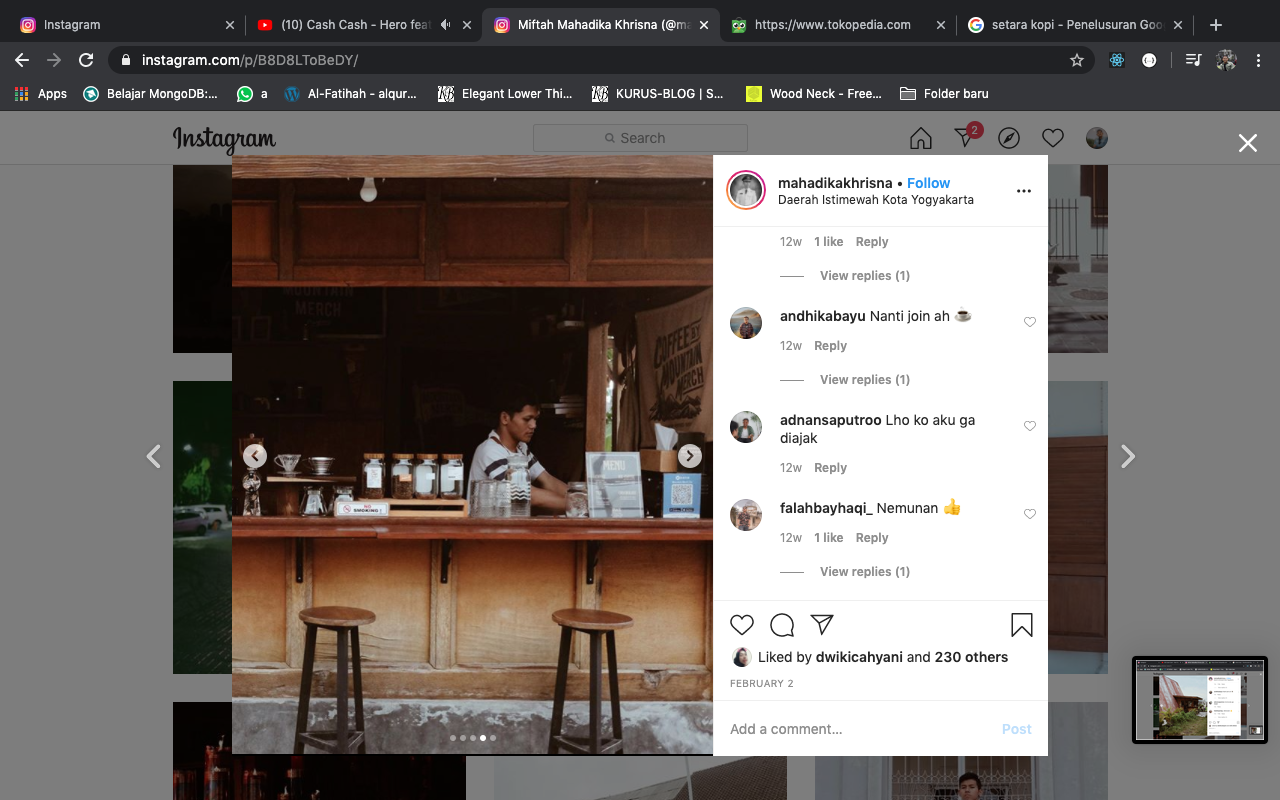 Instagram
(10) Cash Cash - Hero feat
Miftah Mahadika Khrisna (@ma
https://www.tokopedia.com
setara kopi - Penelusuran Goo
instagram.com/p/B8D8LToBeDY/
Apps
Belajar MongoDB:...
a
Al-Fatihah - alqur...
Elegant Lower Thi...
KURUS-BLOG | S...
Wood Neck - Free...
Folder baru
Instagram
Search
2
mahadikakhrisna • Follow
Daerah Istimewah Kota Yogyakarta
12w 1 like Reply
View replies (1)
andhikabayu Nanti join ah ☕
12w Reply
View replies (1)
adnansaputroo Lho ko aku ga
diajak
12w Reply
falahbayhaqi_ Nemunan 👍
12w 1 like Reply
View replies (1)
Liked by dwikicahyani and 230 others
FEBRUARY 2
Add a comment...
Post
MOUNTAIN
MERCH
COFFEE BY
MOUNTAIN
MERCH
MENU
NO
SMOKING